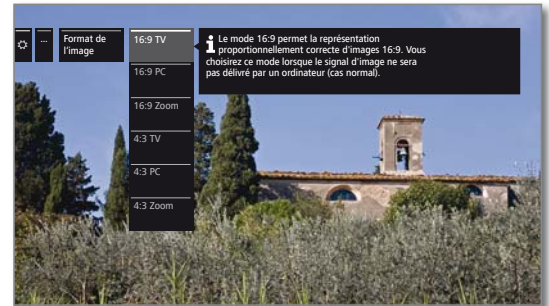 ...
Format de
l'image
16:9 TV
16:9 PC
16:9 Zoom
4:3 TV
4:3 PC
4:3 Zoom
i Le mode 16:9 permet la représentation
proportionnellement correcte d'images 16:9. Vous
choisirez ce mode lorsque le signal d'image ne sera
pas délivré par un ordinateur (cas normal).